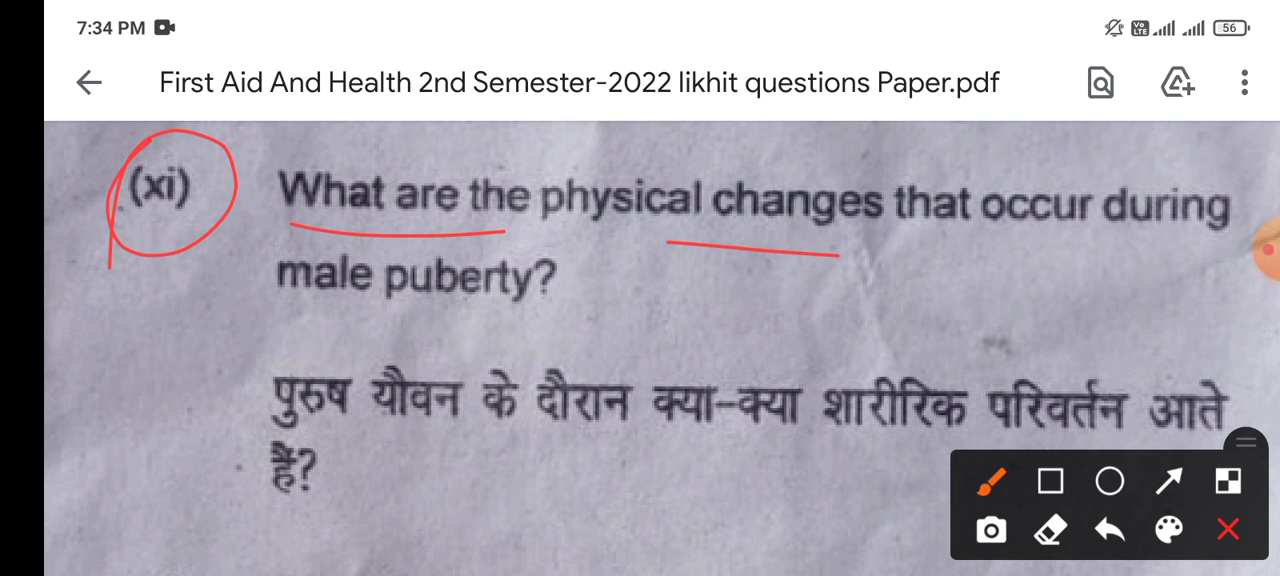 7:34 PM
56
First Aid And Health 2nd Semester-2022 likhit questions Paper.pdf
(xi) What are the physical changes that occur during
male puberty?
पुरुष यौवन के दौरान क्या-क्या शारीरिक परिवर्तन आते
हैं?